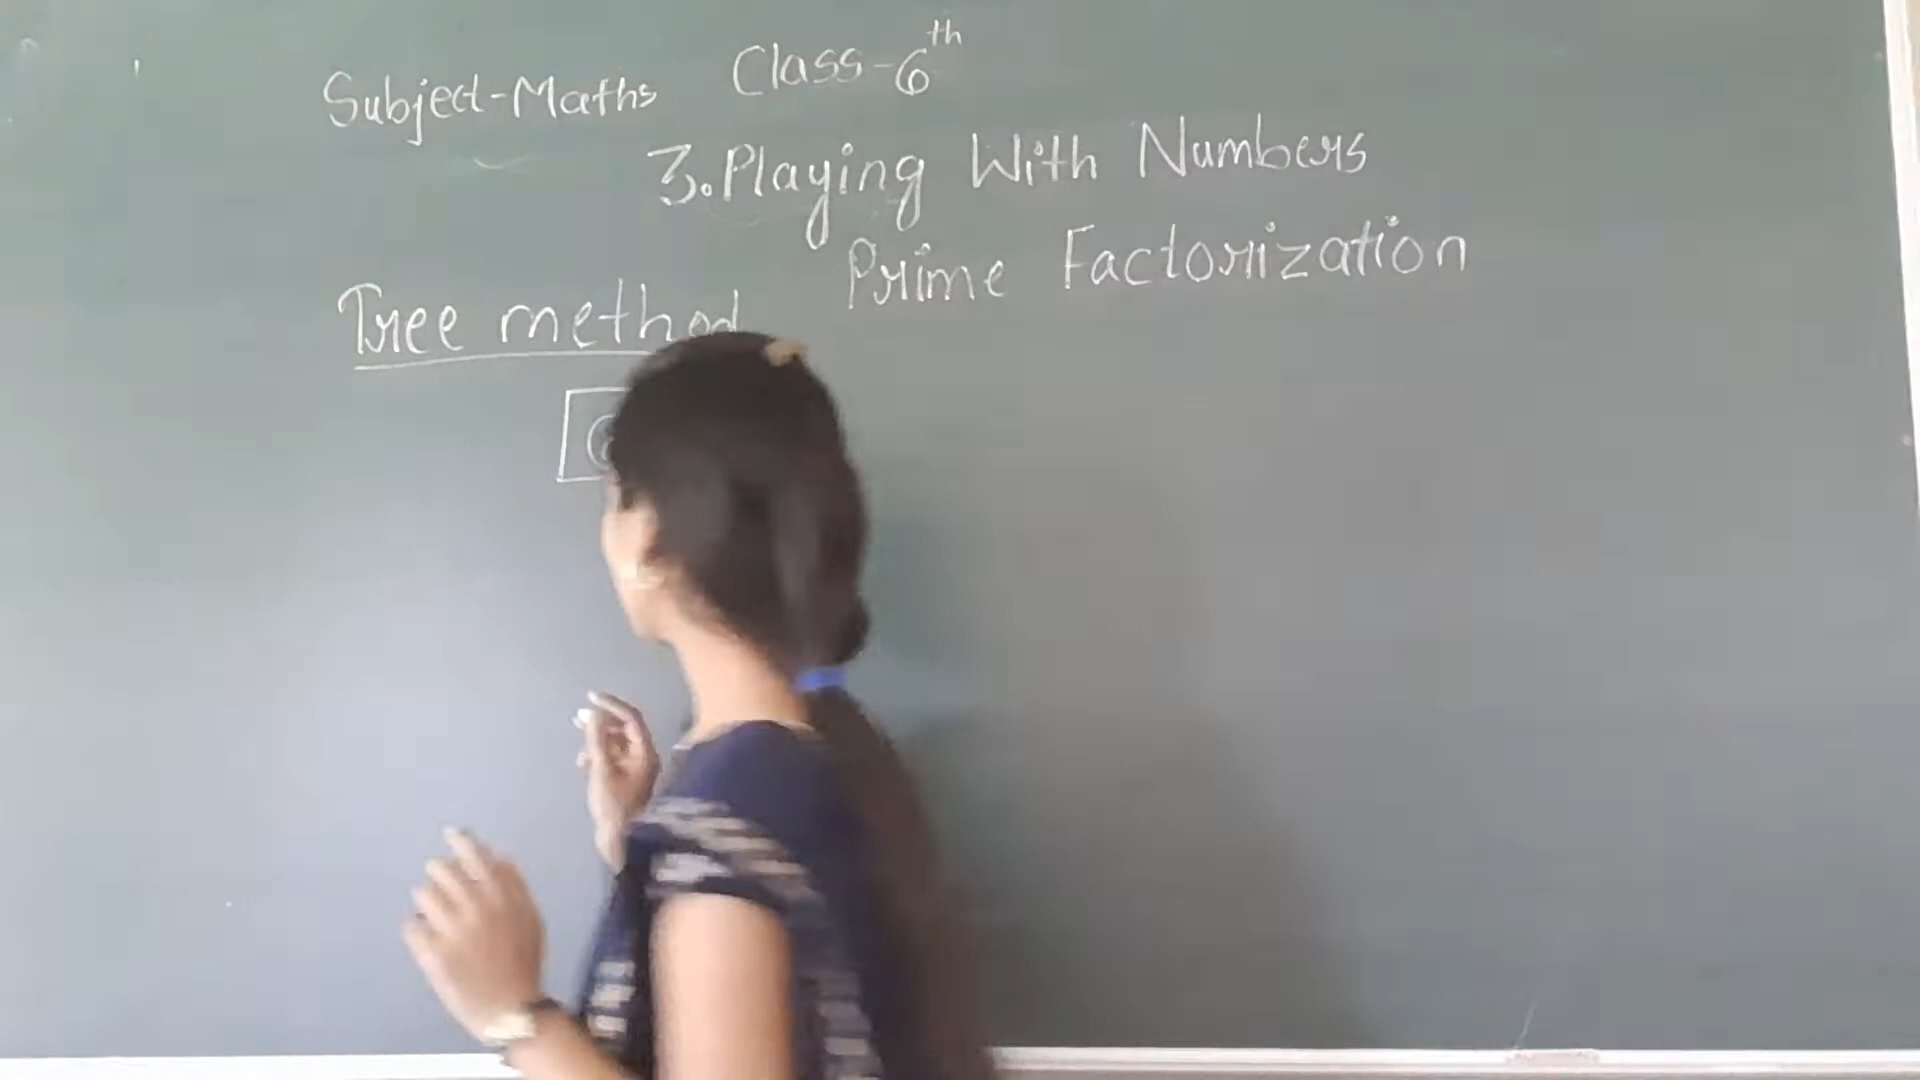 Subject-Maths Class-6th
3. Playing With Numbers
Prime Factorization
Tree method